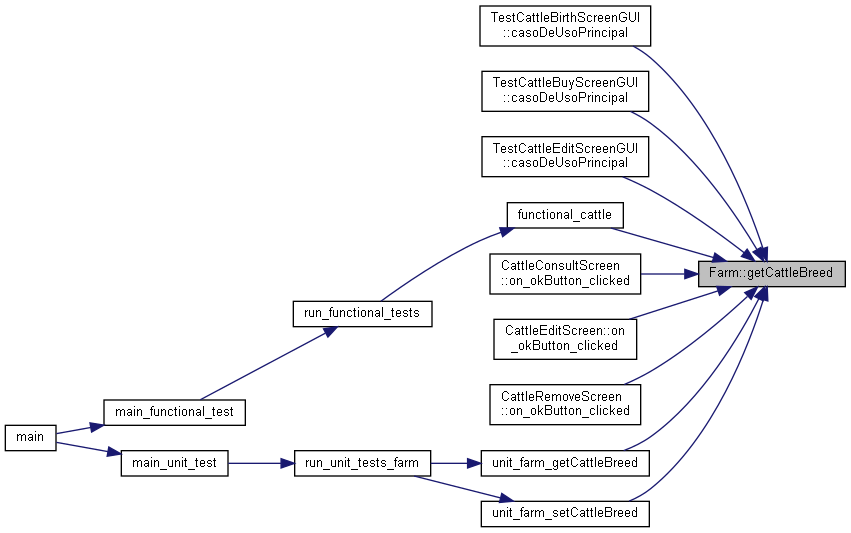 TestCattleBirthScreenGUI
::casoDeUsoPrincipal
TestCattleBuyScreenGUI
::casoDeUsoPrincipal
TestCattleEditScreenGUI
::casoDeUsoPrincipal
functional_cattle
CattleConsultScreen
::on_okButton_clicked
Farm::getCattleBreed
run_functional_tests
CattleEditScreen::on
_okButton_clicked
CattleRemoveScreen
::on_okButton_clicked
main_functional_test
main
main_unit_test
run_unit_tests_farm
unit_farm_getCattleBreed
unit_farm_setCattleBreed